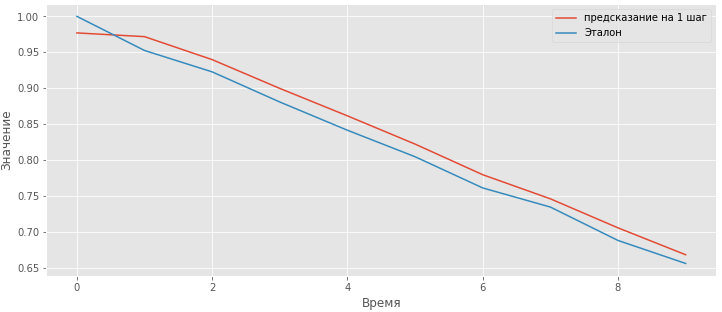 предсказание на 1 шаг
Эталон
1.00
0.95
0.90
0.85
0.80
0.75
0.70
0.65
Значение
0 2 4 6 8
Время